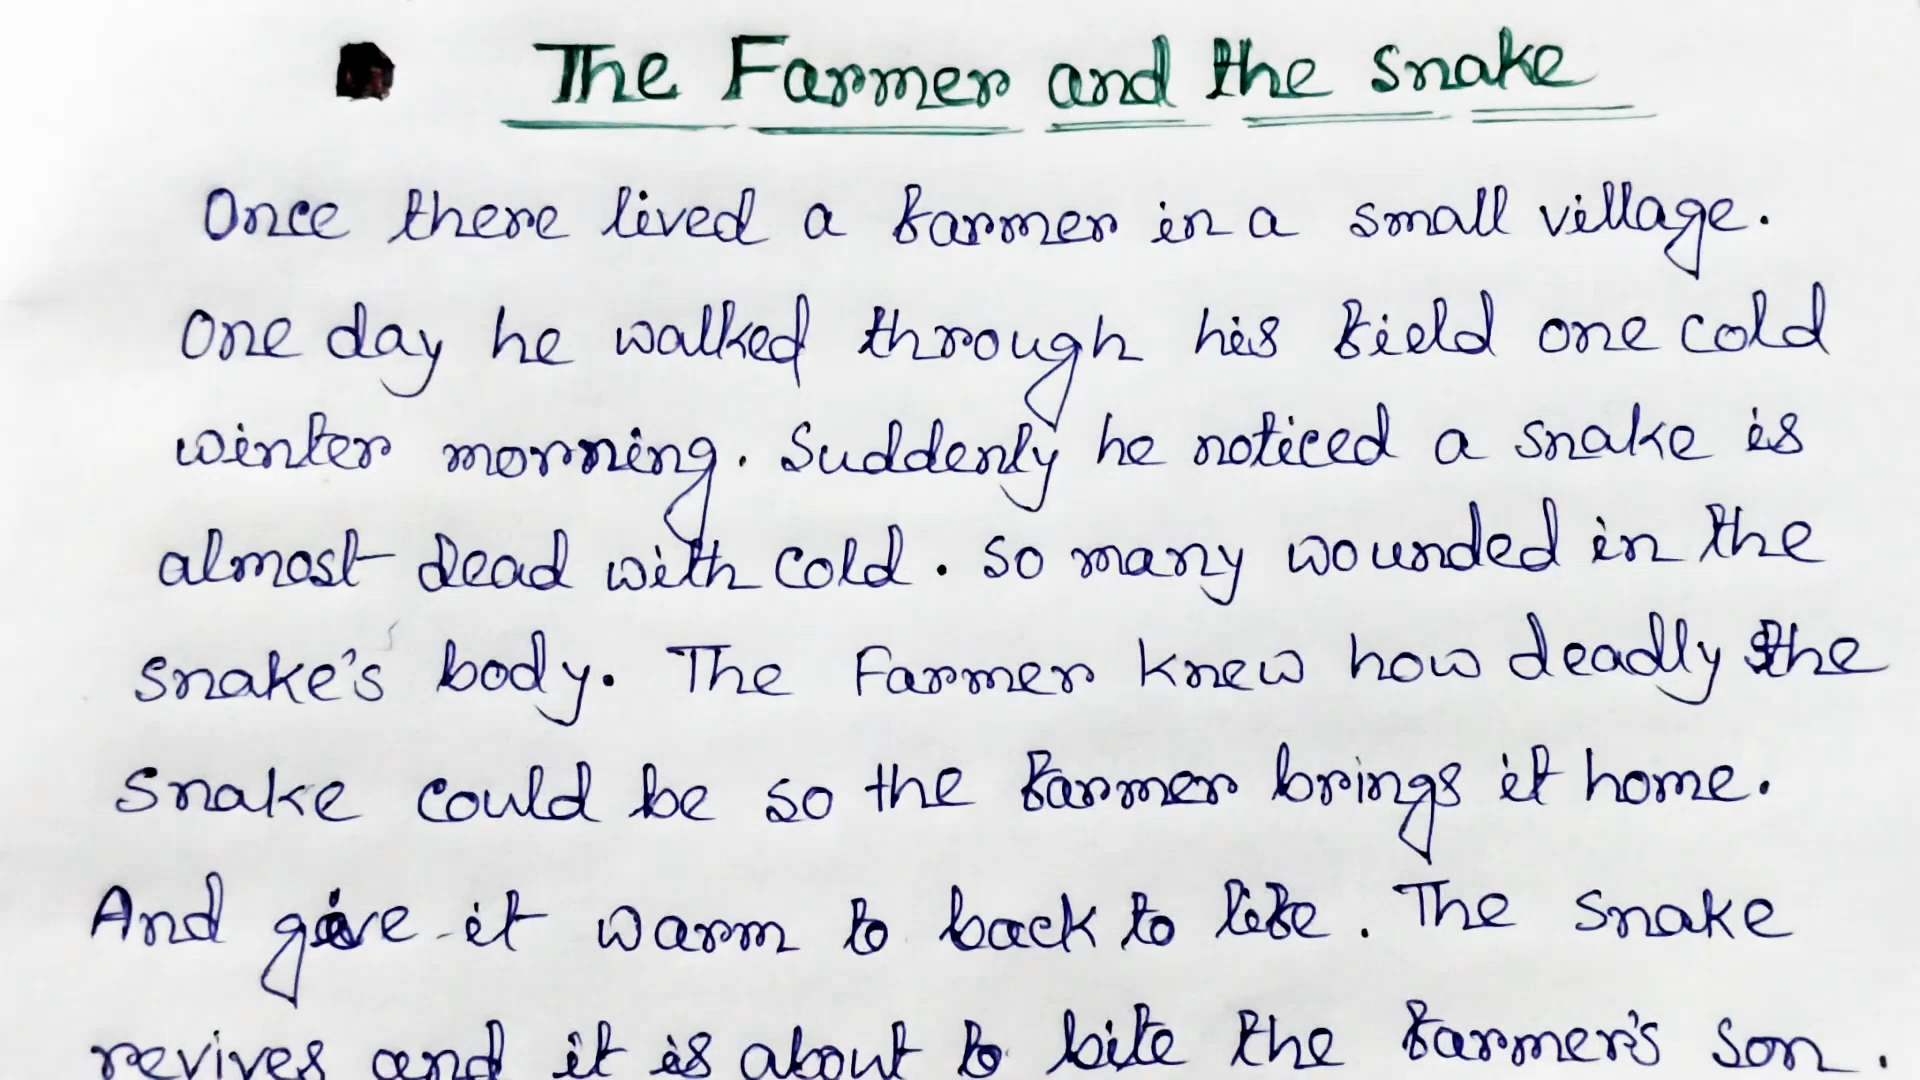 The Farmer and the Snake
Once there lived a farmer in a small village.
One day he walked through his field one cold
winter morning. Suddenly he noticed a snake is
almost dead with cold. So many wounded in the
snake's body. The Farmer knew how deadly the
snake could be so the farmer brings it home.
And give it warm to back to life. The snake
revives and it is about to bite the farmer's son.